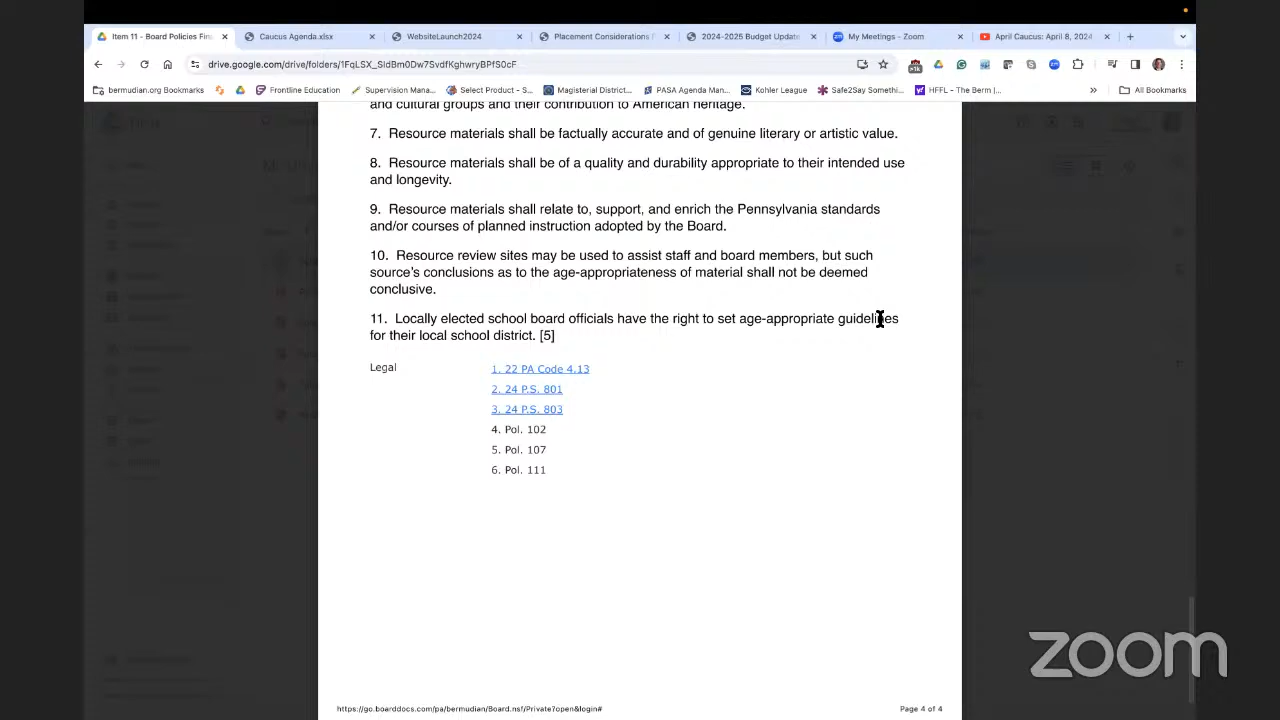 Item 11 - Board Policies Fin
Caucus Agenda.xlsx
WebsiteLaunch2024
Placement Considerations F
2024-2025 Budget Update
My Meetings - Zoom
April Caucus: April 8, 2024
drive.google.com/drive/folders/1FqLSX_SidBm0Dw7SvdfKghwryBPfS0cF
bermudian.org Bookmarks
Frontline Education
Supervision Mana...
Select Product - S...
Magisterial District...
PASA Agenda Man...
Kohler League
Safe2Say Somethi...
HFFL - The Berm |...
All Bookmarks
and cultural groups and their contribution to American heritage.
7. Resource materials shall be factually accurate and of genuine literary or artistic value.
8. Resource materials shall be of a quality and durability appropriate to their intended use
and longevity.
9. Resource materials shall relate to, support, and enrich the Pennsylvania standards
and/or courses of planned instruction adopted by the Board.
10. Resource review sites may be used to assist staff and board members, but such
source's conclusions as to the age-appropriateness of material shall not be deemed
conclusive.
11. Locally elected school board officials have the right to set age-appropriate guidelines
for their local school district. [5]
Legal
1. 22 PA Code 4.13
2. 24 P.S. 801
3. 24 P.S. 803
4. Pol. 102
5. Pol. 107
6. Pol. 111
zoom
https://go.boarddocs.com/pa/bermudian/Board.nsf/Private?open&login#
Page 4 of 4